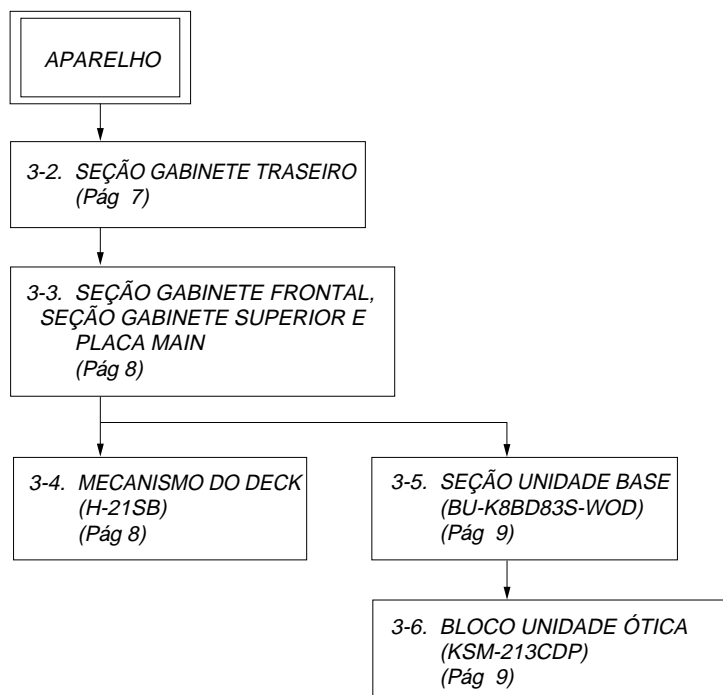 APARELHO
3-2. SEÇÃO GABINETE TRASEIRO
(Pág 7)
3-3. SEÇÃO GABINETE FRONTAL,
SEÇÃO GABINETE SUPERIOR E
PLACA MAIN
(Pág 8)
3-4. MECANISMO DO DECK
(H-21SB)
(Pág 8)
3-5. SEÇÃO UNIDADE BASE
(BU-K8BD83S-WOD)
(Pág 9)
3-6. BLOCO UNIDADE ÓTICA
(KSM-213CDP)
(Pág 9)